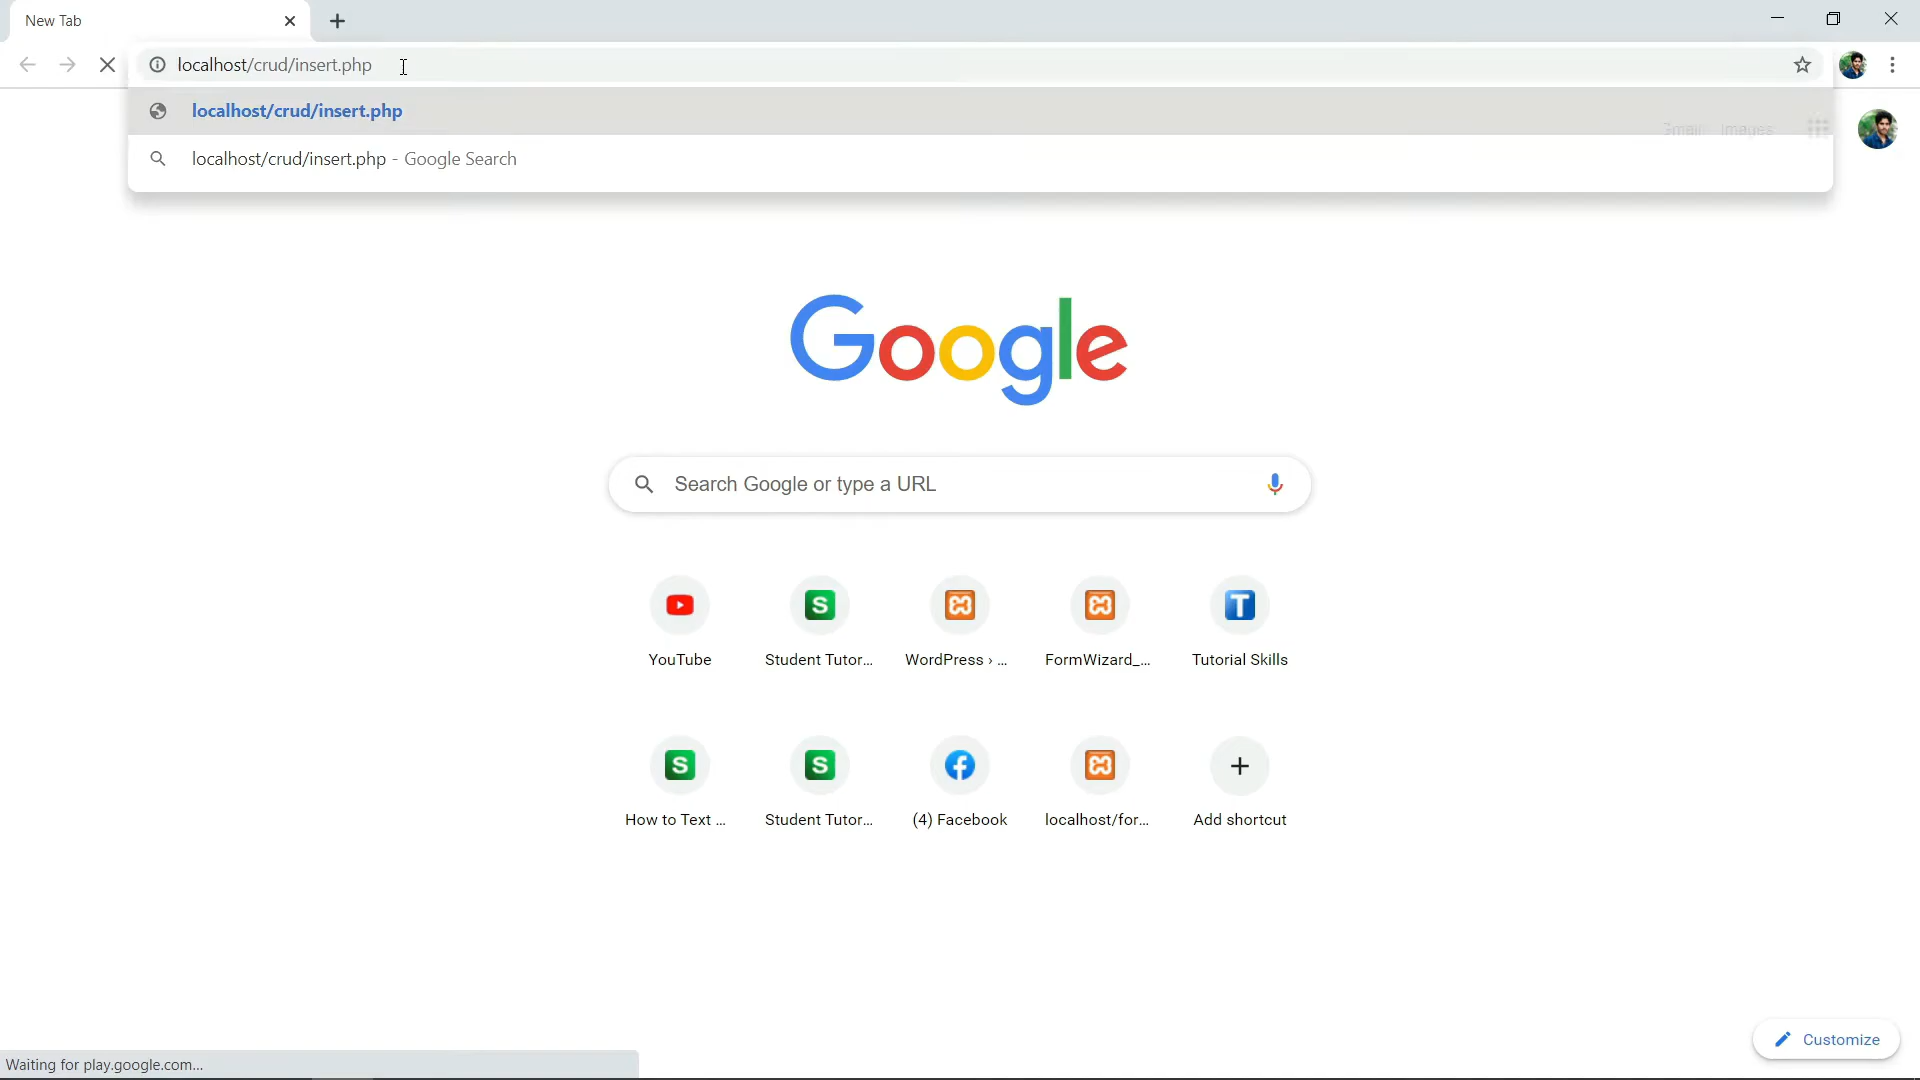 New Tab
localhost/crud/insert.php
localhost/crud/insert.php
localhost/crud/insert.php - Google Search
Gmail Images
Google
Search Google or type a URL
YouTube
Student Tutor...
WordPress › ...
FormWizard_...
Tutorial Skills
How to Text ...
Student Tutor...
(4) Facebook
localhost/for...
Add shortcut
Customize
Waiting for play.google.com...